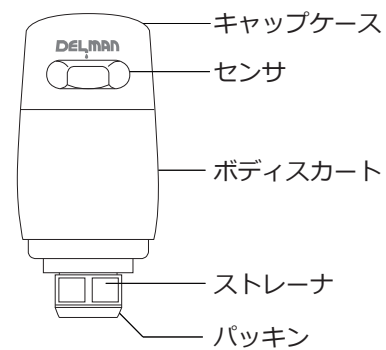 キャップケース
DELMAN
センサ
ボディスカート
ストレーナ
パッキン